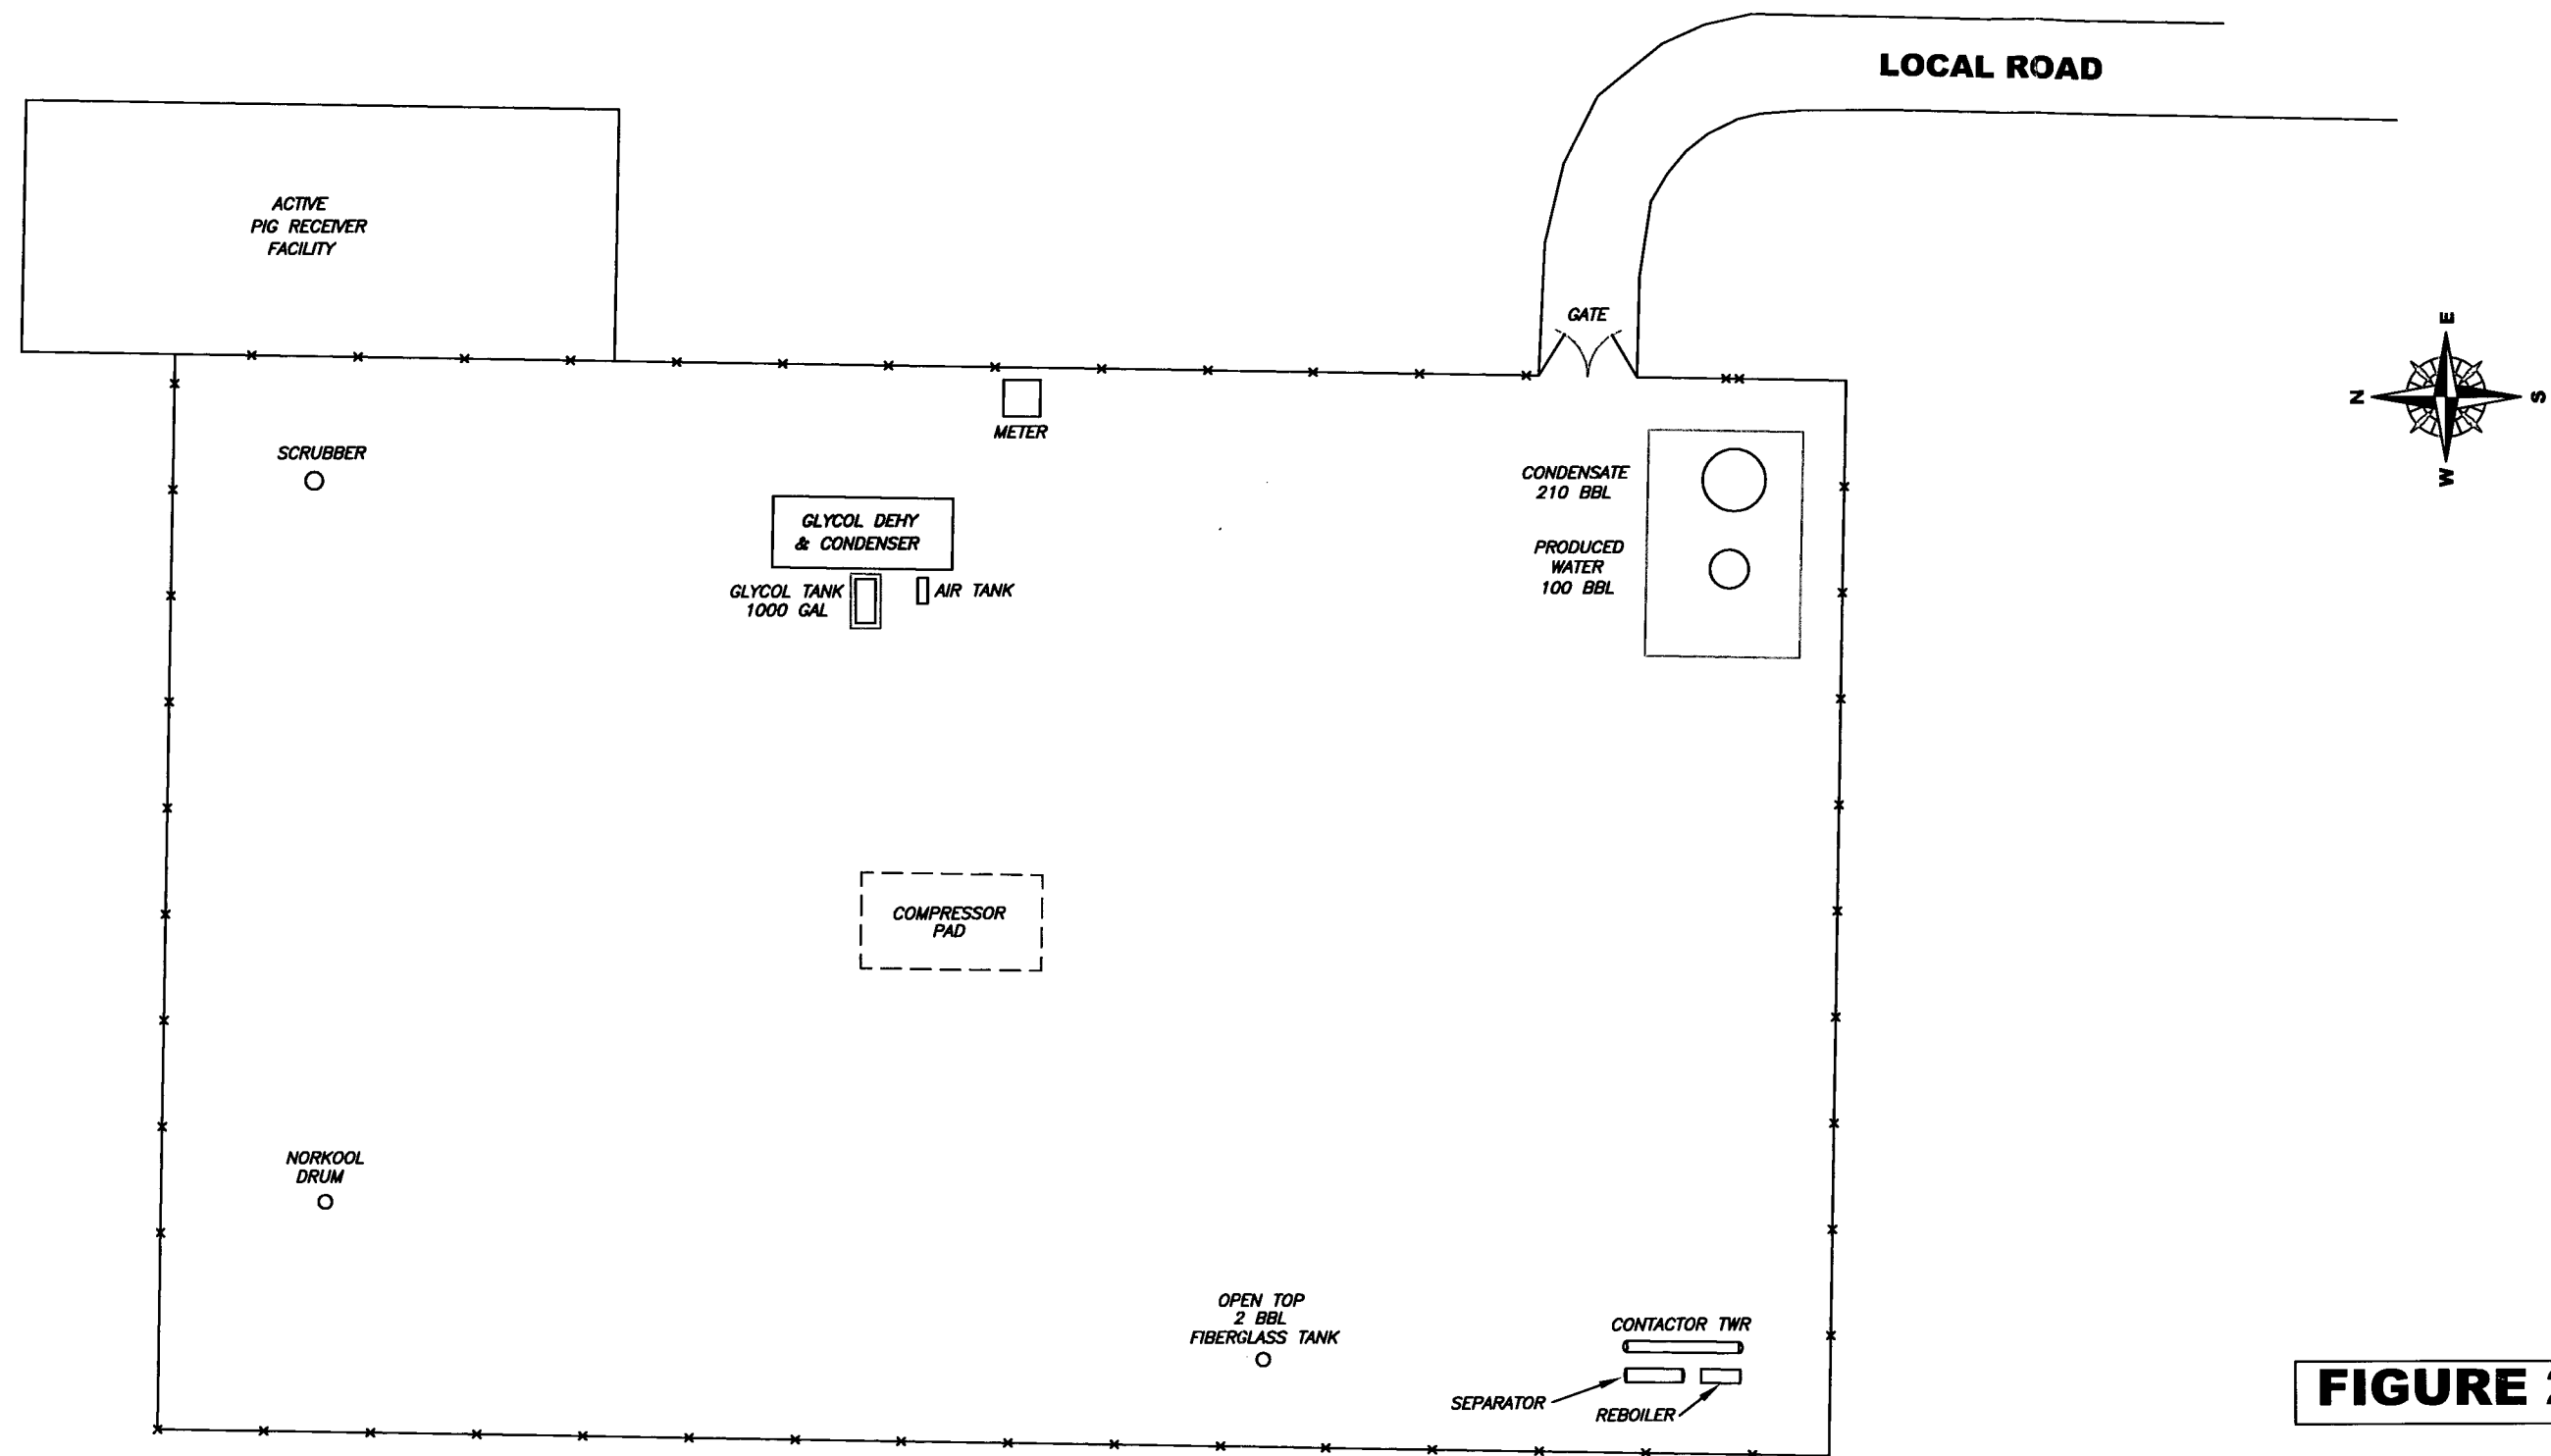 LOCAL ROAD
ACTIVE
PIG RECEIVER
FACILITY
GATE
E
N
S
W
METER
SCRUBBER
CONDENSATE
210 BBL
GLYCOL DEHY
& CONDENSER
PRODUCED
WATER
100 BBL
GLYCOL TANK
1000 GAL
AIR TANK
COMPRESSOR
PAD
NORKOOL
DRUM
OPEN TOP
2 BBL
FIBERGLASS TANK
CONTACTOR TWR
SEPARATOR
REBOILER
FIGURE